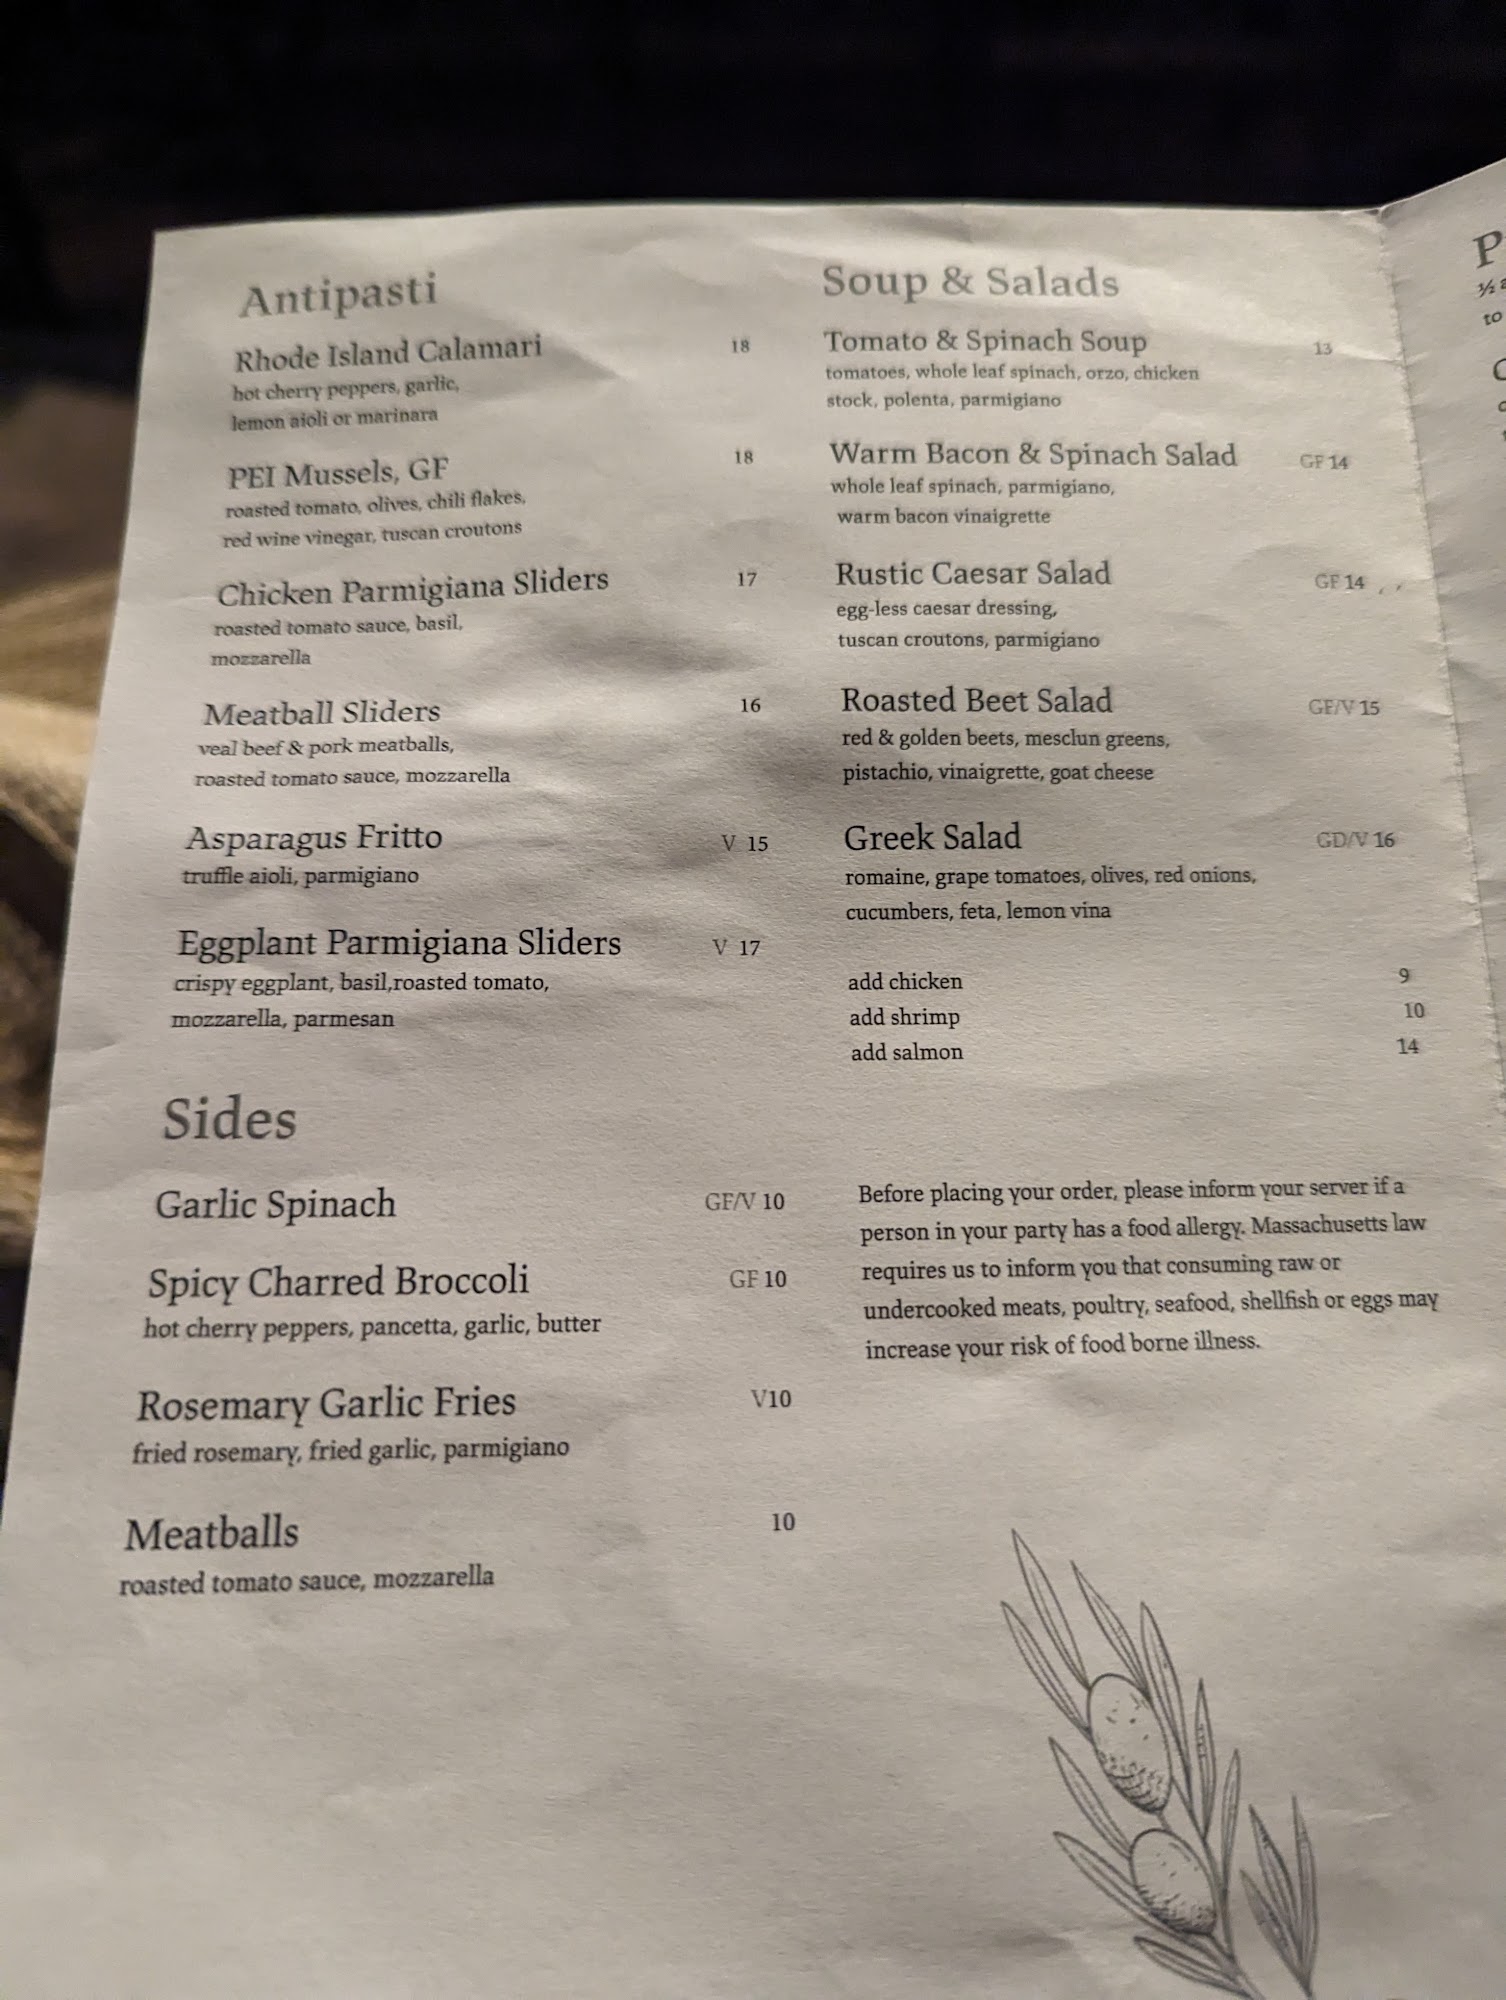 Antipasti
Rhode Island Calamari 18
hot cherry peppers, garlic,
lemon aioli or marinara
PEI Mussels, GF 18
roasted tomato, olives, chili flakes,
red wine vinegar, tuscan croutons
Chicken Parmigiana Sliders 17
roasted tomato sauce, basil,
mozzarella
Meatball Sliders 16
veal beef & pork meatballs,
roasted tomato sauce, mozzarella
Asparagus Fritto V 15
truffle aioli, parmigiano
Eggplant Parmigiana Sliders V 17
crispy eggplant, basil,roasted tomato,
mozzarella, parmesan
Sides
Garlic Spinach GF/V 10
Spicy Charred Broccoli GF 10
hot cherry peppers, pancetta, garlic, butter
Rosemary Garlic Fries V10
fried rosemary, fried garlic, parmigiano
Meatballs 10
roasted tomato sauce, mozzarella
Soup & Salads
Tomato & Spinach Soup 13
tomatoes, whole leaf spinach, orzo, chicken
stock, polenta, parmigiano
Warm Bacon & Spinach Salad GF 14
whole leaf spinach, parmigiano,
warm bacon vinaigrette
Rustic Caesar Salad GF 14
egg-less caesar dressing,
tuscan croutons, parmigiano
Roasted Beet Salad GF/V 15
red & golden beets, mesclun greens,
pistachio, vinaigrette, goat cheese
Greek Salad GD/V 16
romaine, grape tomatoes, olives, red onions,
cucumbers, feta, lemon vina
add chicken 9
add shrimp 10
add salmon 14
Before placing your order, please inform your server if a
person in your party has a food allergy. Massachusetts law
requires us to inform you that consuming raw or
undercooked meats, poultry, seafood, shellfish or eggs may
increase your risk of food borne illness.
P
½
to